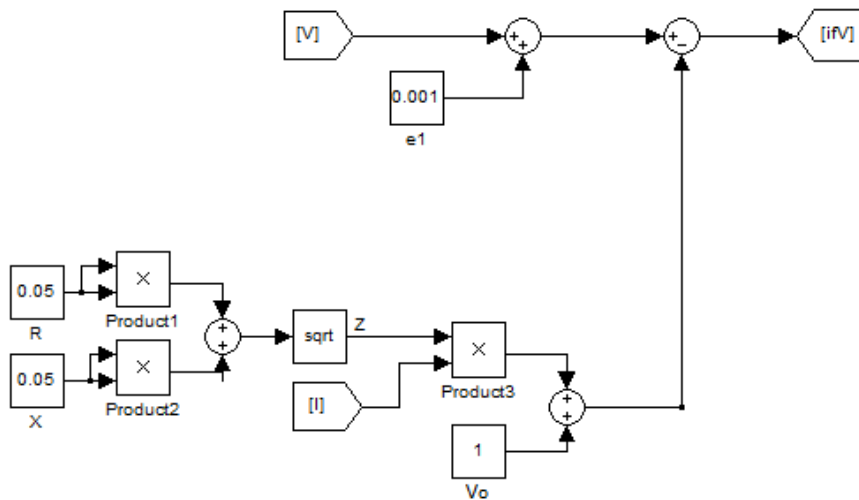 [V]
[ifV]
0.001
e1
0.05
R
Product1
0.05
X
Product2
sqrt
Z
[I]
Product3
1
Vo